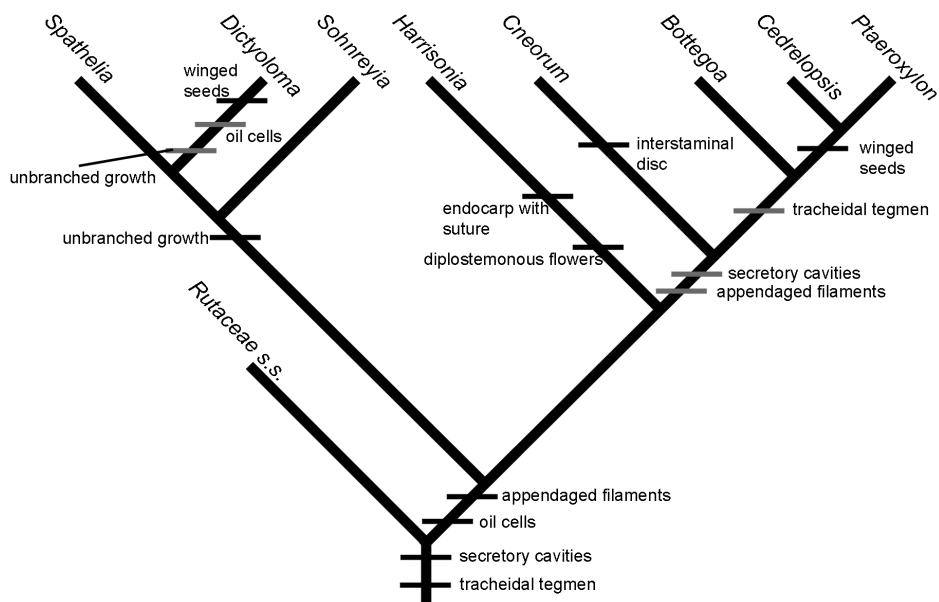 Spathelia
Dictyoloma
Sohnreyia
Harrisonia
Cneorum
Bottegoa
Cedrelopsis
Ptaeroxylon
winged
seeds
oil cells
unbranched growth
interstaminal
disc
winged
seeds
endocarp with
suture
tracheidal tegmen
unbranched growth
diplostemonous flowers
secretory cavities
appendaged filaments
Rutaceae s.s.
appendaged filaments
oil cells
secretory cavities
tracheidal tegmen